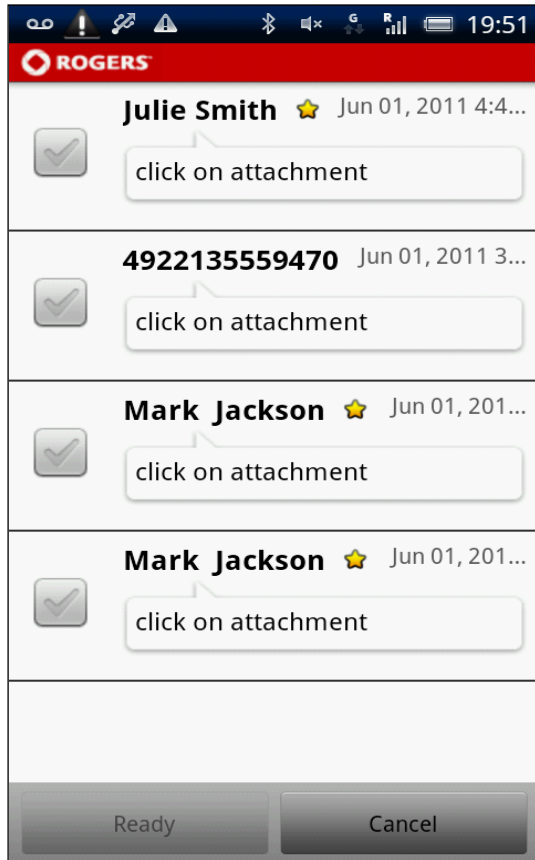 G
R
19:51
ROGERS
Julie Smith Jun 01, 2011 4:4...
click on attachment
4922135559470 Jun 01, 2011 3...
click on attachment
Mark Jackson Jun 01, 201...
click on attachment
Mark Jackson Jun 01, 201...
click on attachment
Ready Cancel